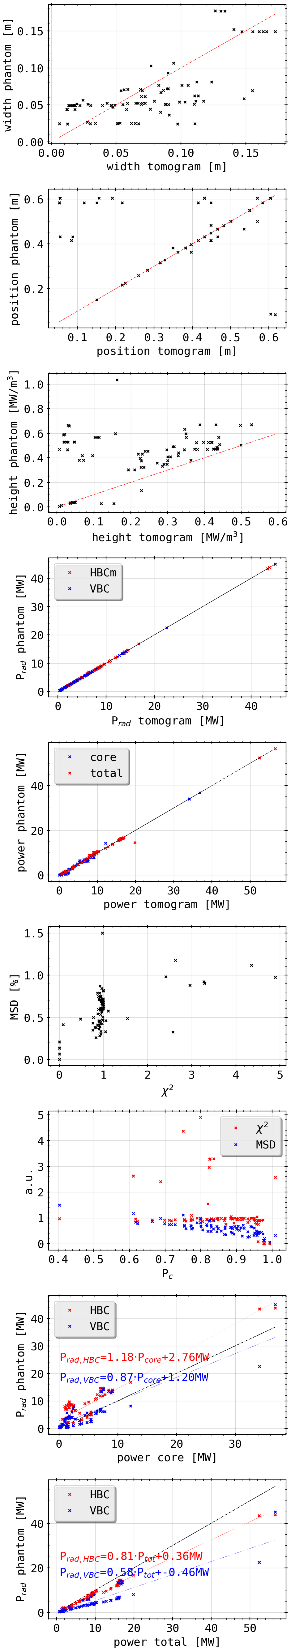 width phantom [m]
0.15
0.10
0.05
0.00
0.00 0.05 0.10 0.15
width tomogram [m]
position phantom [m]
0.6
0.4
0.2
0.1 0.2 0.3 0.4 0.5 0.6
position tomogram [m]
height phantom [MW/m³]
1.0
0.8
0.6
0.4
0.2
0.0
0.0 0.1 0.2 0.3 0.4 0.5 0.6
height tomogram [MW/m³]
P_rad phantom [MW]
HBCm
VBC
40
30
20
10
0
0 10 20 30 40
P_rad tomogram [MW]
power phantom [MW]
core
total
60
40
20
0
0 10 20 30 40 50
power tomogram [MW]
MSD [%]
1.5
1.0
0.5
0.0
0 1 2 3 4 5
χ²
a.u.
χ²
MSD
5
4
3
2
1
0
0.4 0.5 0.6 0.7 0.8 0.9 1.0
P_c
P_rad phantom [MW]
HBC
VBC
40
30
20
10
0
P_rad,HBC=1.18·P_core+2.76MW
P_rad,VBC=0.87·P_core+1.20MW
0 10 20 30
power core [MW]
P_rad phantom [MW]
HBC
VBC
40
20
0
P_rad,HBC=0.81·P_tot+0.36MW
P_rad,VBC=0.58·P_tot+-0.46MW
0 10 20 30 40 50
power total [MW]